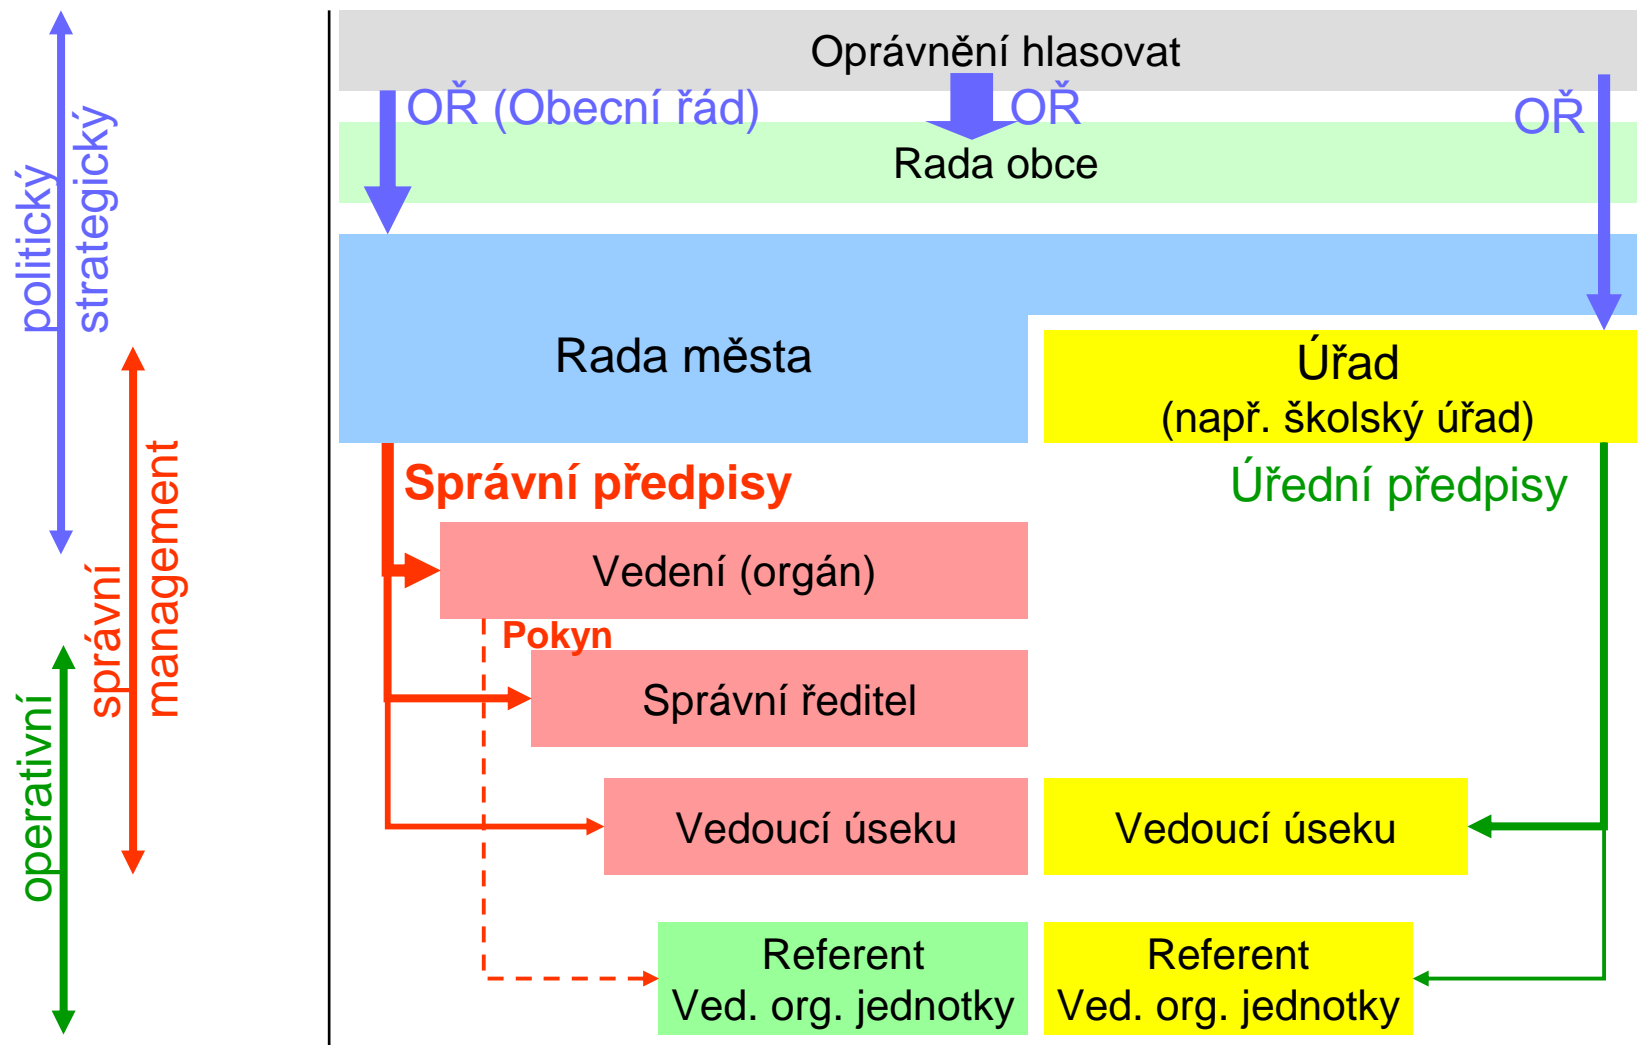 Oprávnění hlasovat
OŘ (Obecní řád)
OŘ
OŘ
Rada obce
politický
strategický
Rada města
Úřad
(např. školský úřad)
Správní předpisy
Úřední předpisy
správní
management
Vedení (orgán)
Pokyn
Správní ředitel
operativní
Vedoucí úseku
Vedoucí úseku
Referent
Ved. org. jednotky
Referent
Ved. org. jednotky